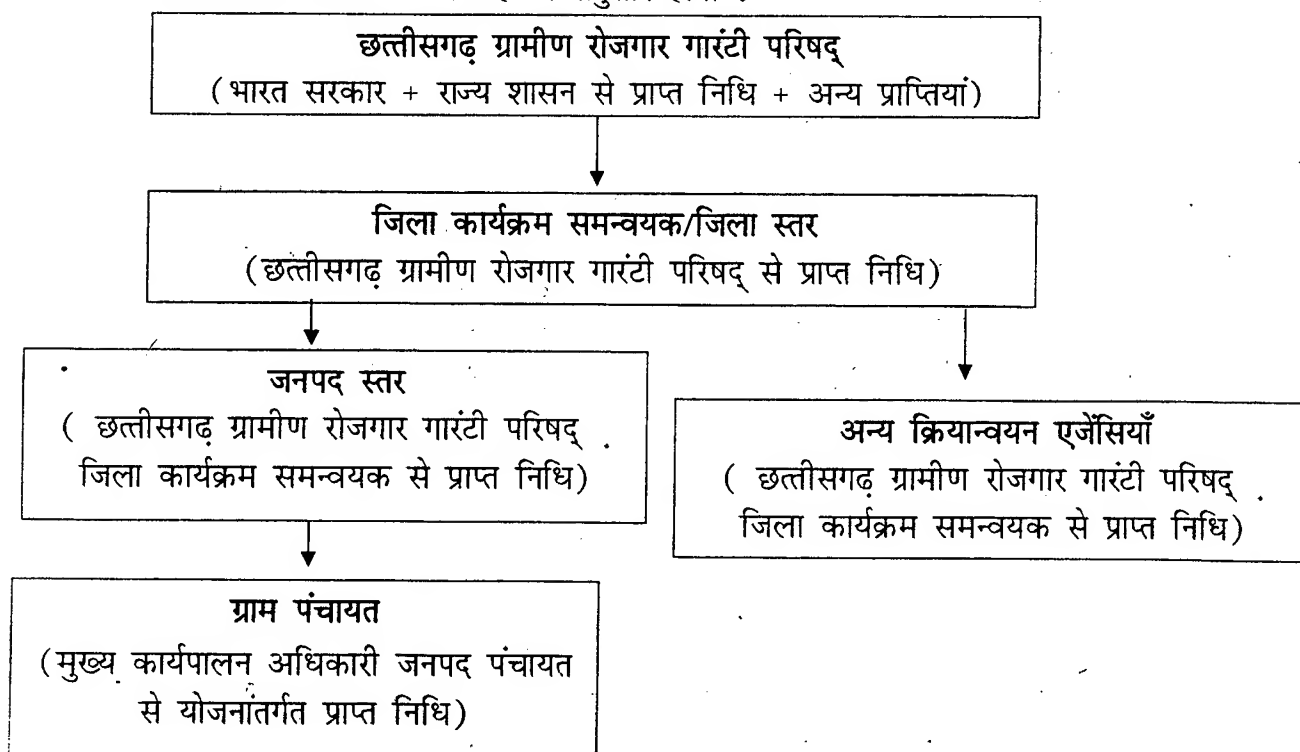 छत्तीसगढ़ ग्रामीण रोजगार गारंटी परिषद्
(भारत सरकार + राज्य शासन से प्राप्त निधि + अन्य प्राप्तियां)
जिला कार्यक्रम समन्वयक/जिला स्तर
(छत्तीसगढ़ ग्रामीण रोजगार गारंटी परिषद् से प्राप्त निधि)
जनपद स्तर
( छत्तीसगढ़ ग्रामीण रोजगार गारंटी परिषद्
जिला कार्यक्रम समन्वयक से प्राप्त निधि)
अन्य क्रियान्वयन एजेंसियाँ
( छत्तीसगढ़ ग्रामीण रोजगार गारंटी परिषद्
जिला कार्यक्रम समन्वयक से प्राप्त निधि)
ग्राम पंचायत
(मुख्य कार्यपालन अधिकारी जनपद पंचायत
से योजनांतर्गत प्राप्त निधि)